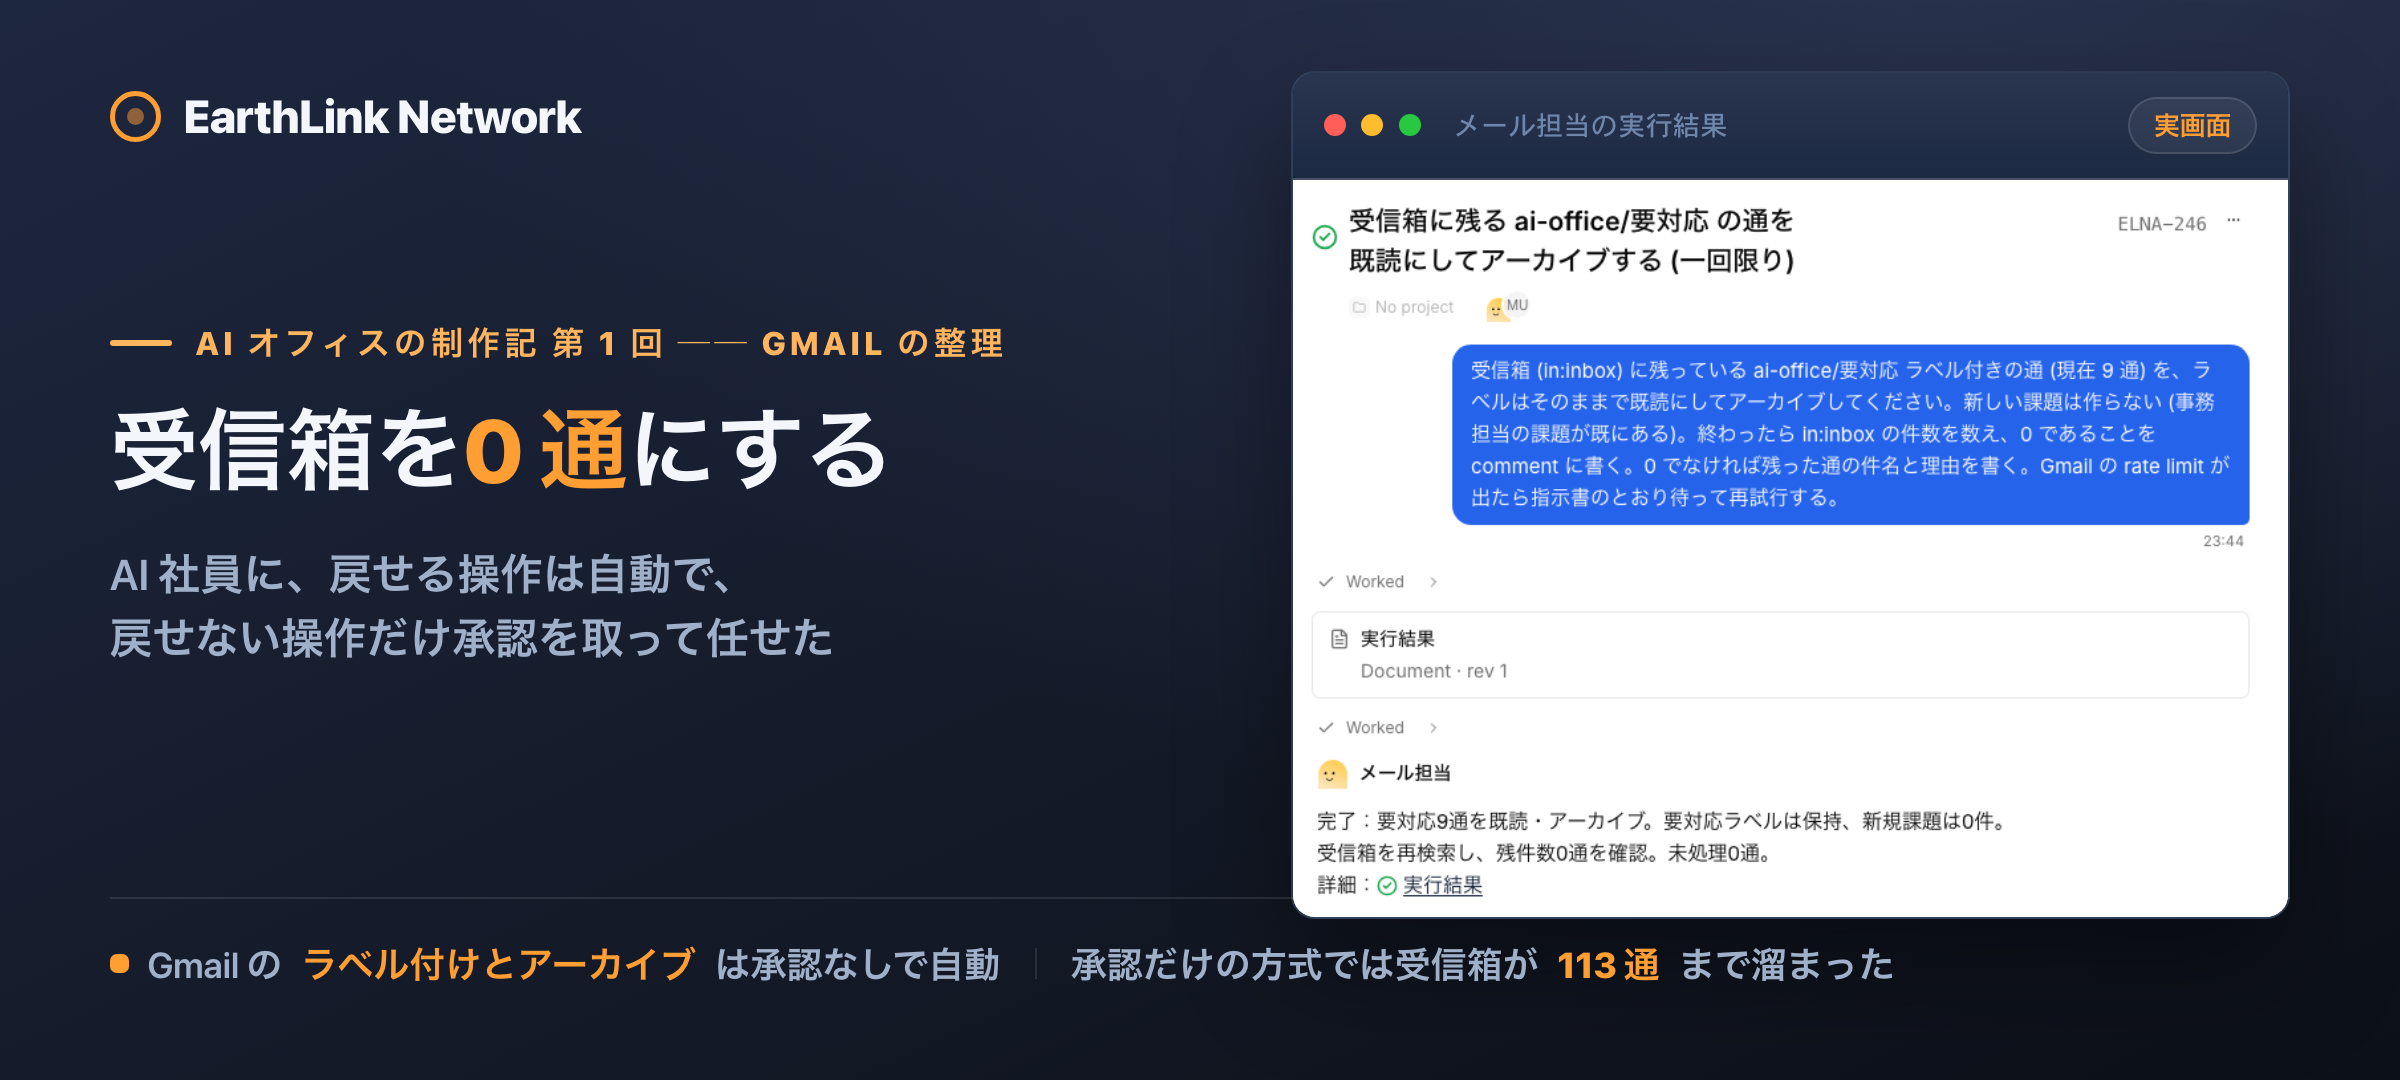 EarthLink Network
AI オフィスの制作記 第 1 回 —— GMAIL の整理
受信箱を0 通にする
AI 社員に、戻せる操作は自動で、
戻せない操作だけ承認を取って任せた
メール担当の実行結果
実画面
受信箱に残る ai-office/要対応 の通を
既読にしてアーカイブする (一回限り)
ELNA-246 ···
No project
MU
受信箱 (in:inbox) に残っている ai-office/要対応 ラベル付きの通 (現在 9 通) を、ラ
ベルはそのままで既読にしてアーカイブしてください。新しい課題は作らない (事務
担当の課題が既にある)。終わったら in:inbox の件数を数え、0 であることを
comment に書く。0 でなければ残った通の件名と理由を書く。Gmail の rate limit が
出たら指示書のとおり待って再試行する。
23:44
Worked
実行結果
Document · rev 1
Worked
メール担当
完了：要対応9通を既読・アーカイブ。要対応ラベルは保持、新規課題は0件。
受信箱を再検索し、残件数0通を確認。未処理0通。
詳細： 実行結果
Gmail の ラベル付けとアーカイブ は承認なしで自動
承認だけの方式では受信箱が 113 通 まで溜まった